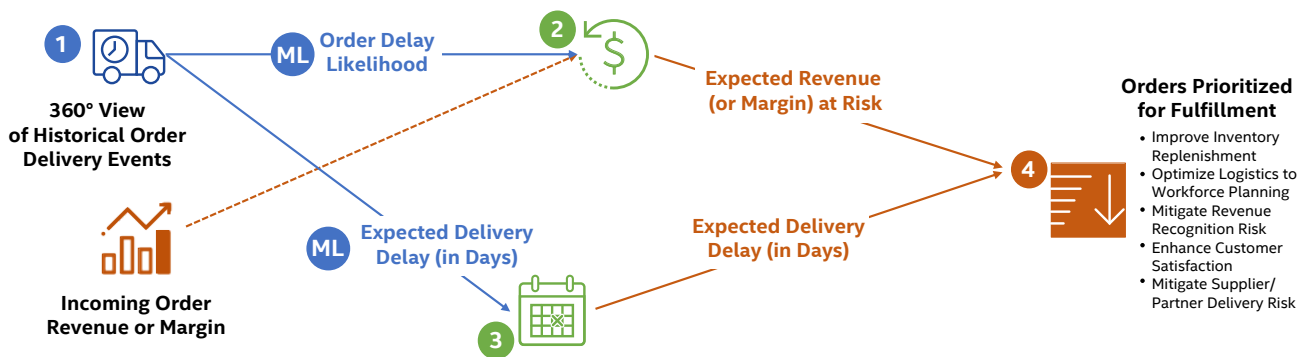 1
360° View
of Historical Order
Delivery Events
ML
Order Delay
Likelihood
2
$
Expected Revenue
(or Margin) at Risk
Incoming Order
Revenue or Margin
ML
Expected Delivery
Delay (in Days)
3
Expected Delivery
Delay (in Days)
4
Orders Prioritized
for Fulfillment
• Improve Inventory
Replenishment
• Optimize Logistics to
Workforce Planning
• Mitigate Revenue
Recognition Risk
• Enhance Customer
Satisfaction
• Mitigate Supplier/
Partner Delivery Risk